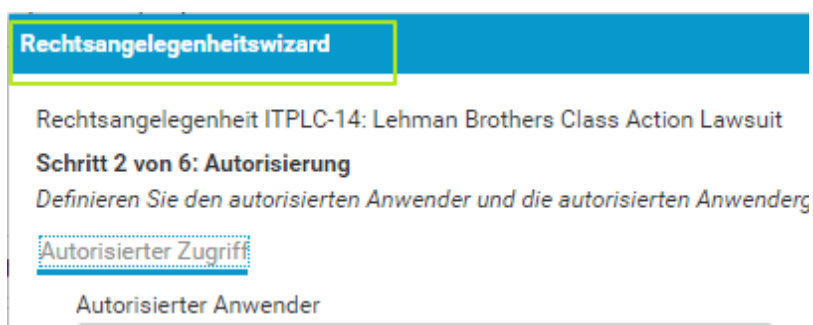 Rechtsangelegenheitswizard
Rechtsangelegenheit ITPLC-14: Lehman Brothers Class Action Lawsuit
Schritt 2 von 6: Autorisierung
Definieren Sie den autorisierten Anwender und die autorisierten
Autorisierter Zugriff
Autorisierter Anwender